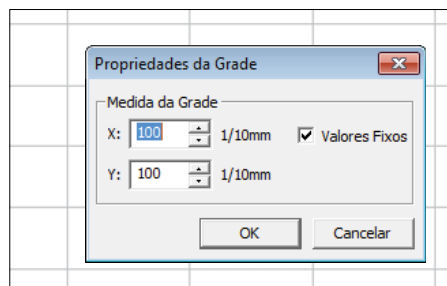 Propriedades da Grade
Medida da Grade
X: 100 1/10mm Valores Fixos
Y: 100 1/10mm
OK Cancelar